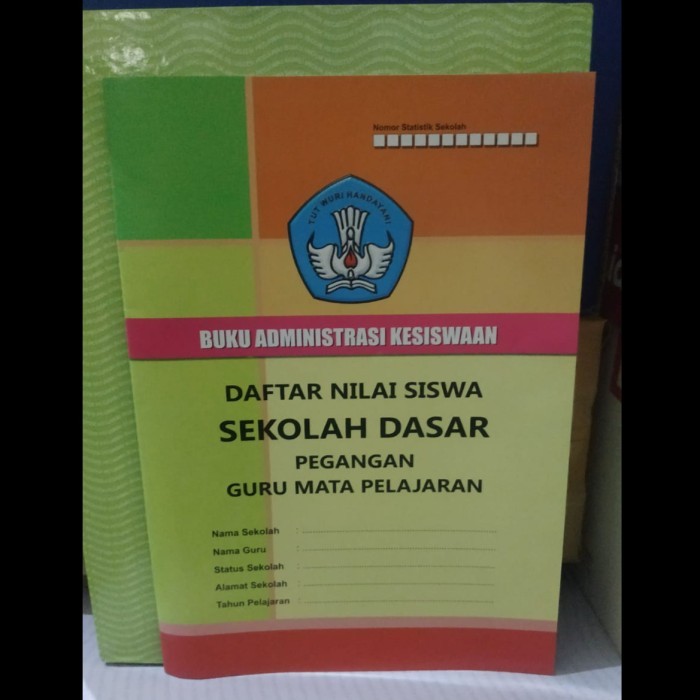 Nomor Statistik Sekolah
TUT WURI HANDAYANI
BUKU ADMINISTRASI KESISWAAN
DAFTAR NILAI SISWA
SEKOLAH DASAR
PEGANGAN
GURU MATA PELAJARAN
Nama Sekolah :
Nama Guru :
Status Sekolah :
Alamat Sekolah :
Tahun Pelajaran :